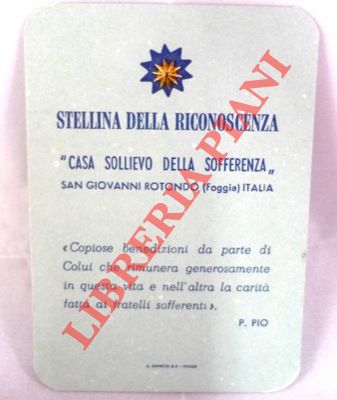 STELLINA DELLA RICONOSCENZA
"CASA SOLLIEVO DELLA SOFFERENZA„
SAN GIOVANNI ROTONDO (Foggia) ITALIA
«Copiose benedizioni da parte di
Colui che rimunera generosamente
in questa vita e nell'altra la carità
fatta ai fratelli sofferenti».
P. PIO
LIBRERIA PIANI